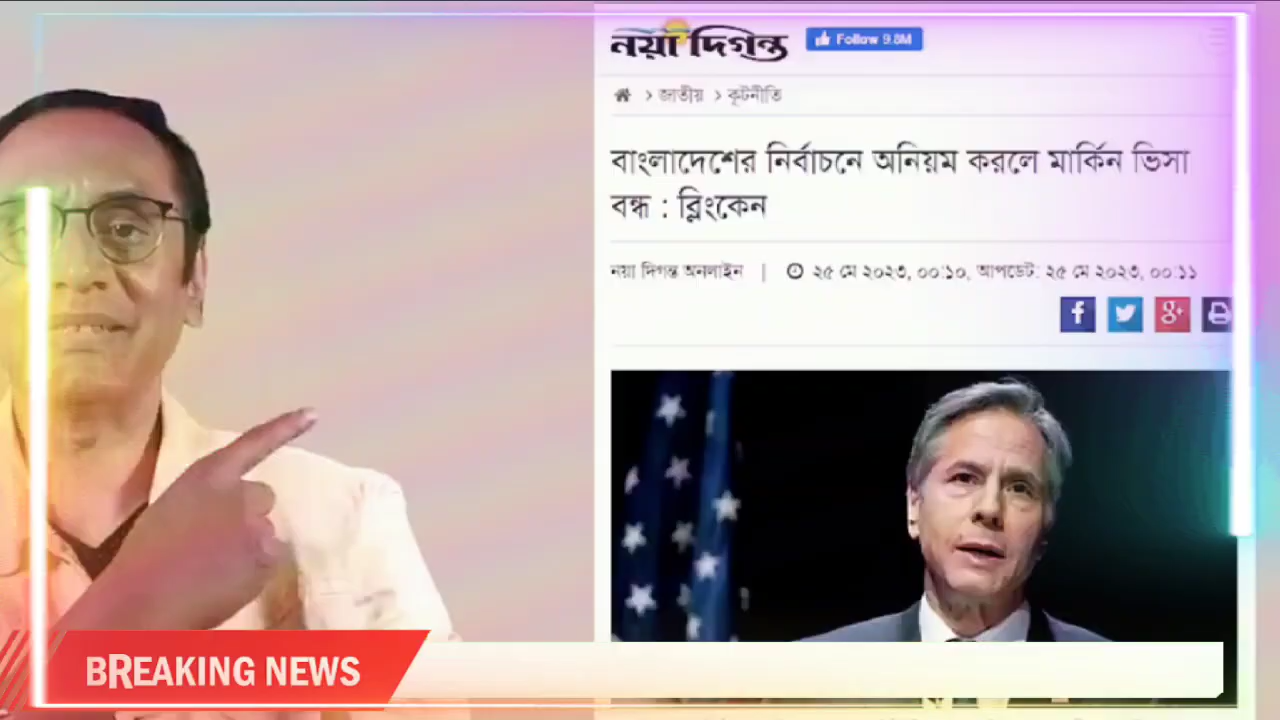 নয়া দিগন্ত
Follow 9.8M
> জাতীয় > কূটনীতি
বাংলাদেশের নির্বাচনে অনিয়ম করলে মার্কিন ভিসা
বন্ধ : ব্লিংকেন
নয়া দিগন্ত অনলাইন | ২৫ মে ২০২৩, ০০:১০, আপডেট: ২৫ মে ২০২৩, ০০:১১
BREAKING NEWS